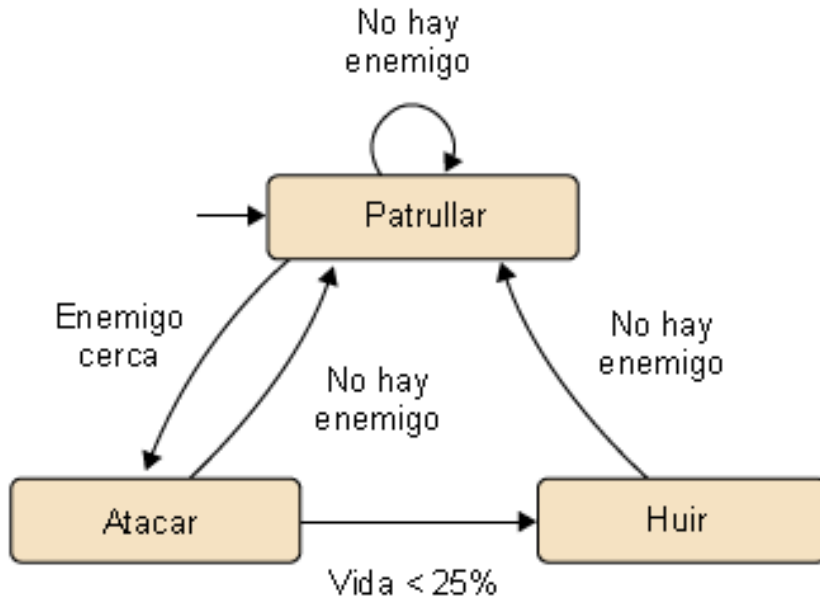 No hay
enemigo
Patrullar
Enemigo
cerca
No hay
enemigo
No hay
enemigo
Atacar
Huir
Vida < 25%